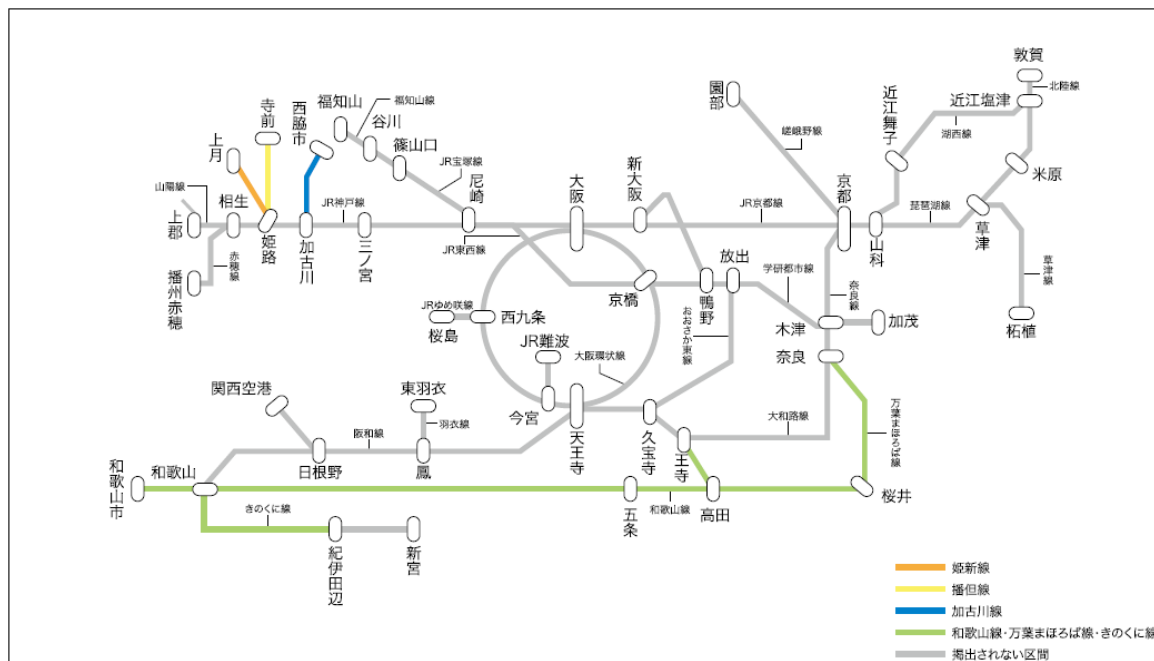 敦賀
北陸線
近江塩津
湖西線
近江舞子
園部
嵯峨野線
米原
福知山
福知山線
谷川
篠山口
JR宝塚線
西脇市
寺前
上月
山陽線
相生
上郡
姫路
加古川
JR神戸線
三ノ宮
尼崎
JR東西線
大阪
新大阪
JR京都線
京都
山科
琵琶湖線
草津
草津線
柘植
赤穂線
播州赤穂
放出
学研都市線
奈良線
京橋
鴨野
おおさか東線
木津
加茂
奈良
JRゆめ咲線
桜島
西九条
JR難波
大阪環状線
今宮
天王寺
久宝寺
王寺
大和路線
万葉まほろば線
関西空港
東羽衣
羽衣線
阪和線
日根野
鳳
和歌山市
和歌山
きのくに線
紀伊田辺
新宮
五条
和歌山線
高田
桜井
姫新線
播但線
加古川線
和歌山線・万葉まほろば線・きのくに線
掲出されない区間